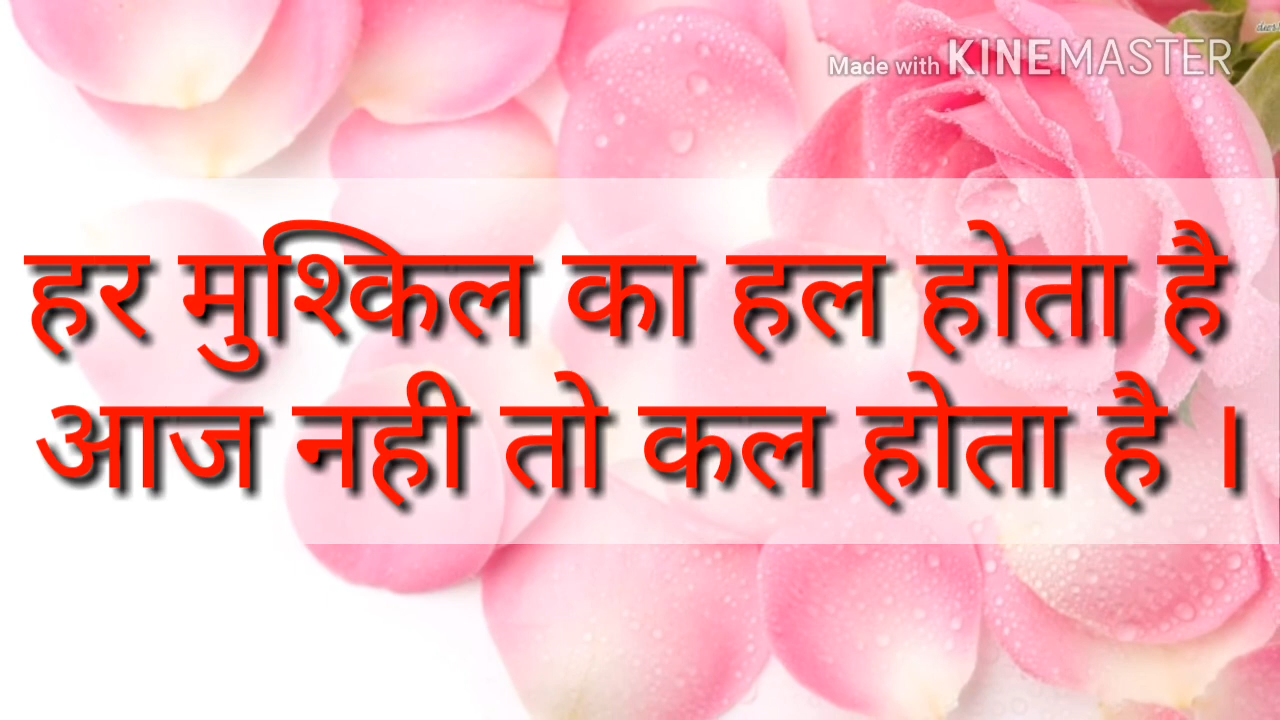 Made with KINEMASTER
हर मुश्किल का हल होता है
आज नही तो कल होता है ।